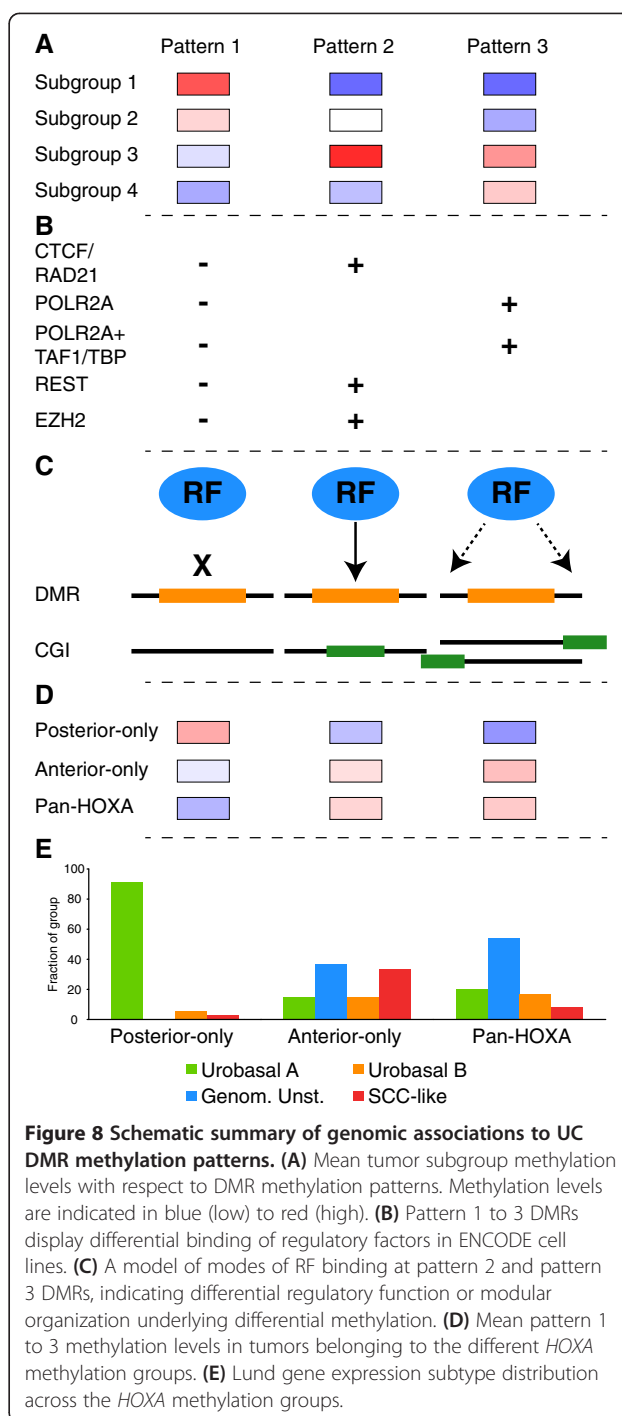 A
Pattern 1 Pattern 2 Pattern 3
Subgroup 1
Subgroup 2
Subgroup 3
Subgroup 4
B
CTCF/
RAD21 - +
POLR2A - +
POLR2A+
TAF1/TBP - +
REST - +
EZH2 - +
C
RF RF RF
X
DMR
CGI
D
Posterior-only
Anterior-only
Pan-HOXA
E
Fraction of group
100
80
60
40
20
0
Posterior-only Anterior-only Pan-HOXA
Urobasal A Urobasal B
Genom. Unst. SCC-like
Figure 8 Schematic summary of genomic associations to UC
DMR methylation patterns. (A) Mean tumor subgroup methylation
levels with respect to DMR methylation patterns. Methylation levels
are indicated in blue (low) to red (high). (B) Pattern 1 to 3 DMRs
display differential binding of regulatory factors in ENCODE cell
lines. (C) A model of modes of RF binding at pattern 2 and pattern
3 DMRs, indicating differential regulatory function or modular
organization underlying differential methylation. (D) Mean pattern 1
to 3 methylation levels in tumors belonging to the different HOXA
methylation groups. (E) Lund gene expression subtype distribution
across the HOXA methylation groups.